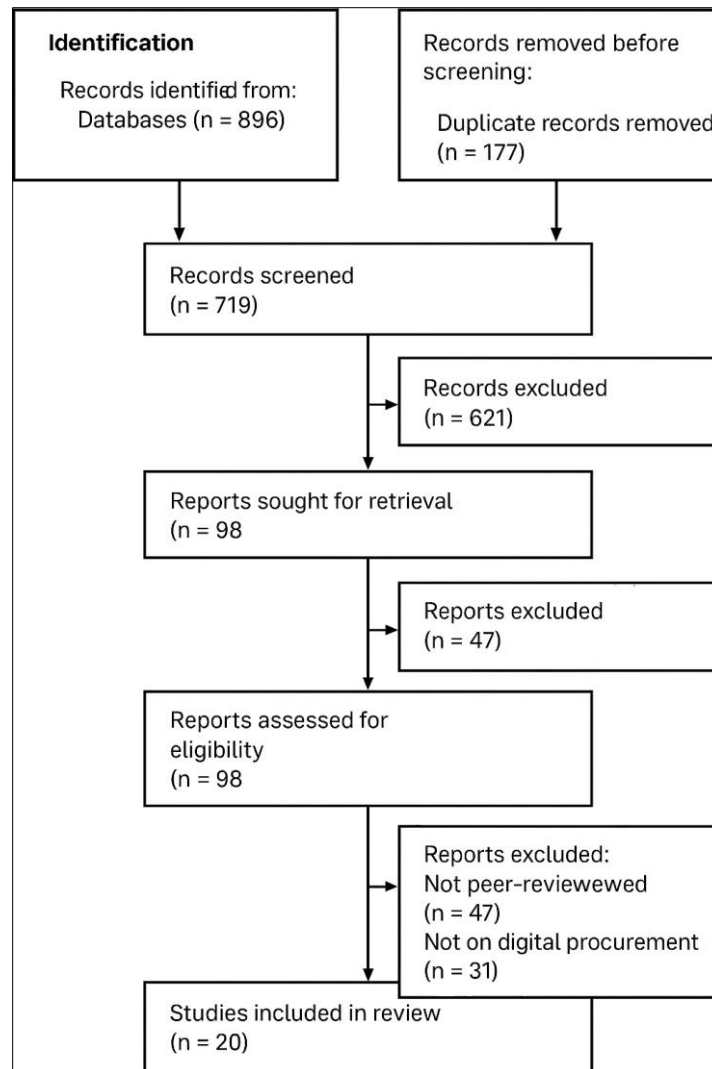 Identification
Records identified from:
Databases (n = 896)
Records removed before
screening:
Duplicate records removed
(n = 177)
Records screened
(n = 719)
Records excluded
(n = 621)
Reports sought for retrieval
(n = 98
Reports excluded
(n = 47)
Reports assessed for
eligibility
(n = 98
Reports excluded:
Not peer-reviewewed
(n = 47)
Not on digital procurement
(n = 31)
Studies included in review
(n = 20)